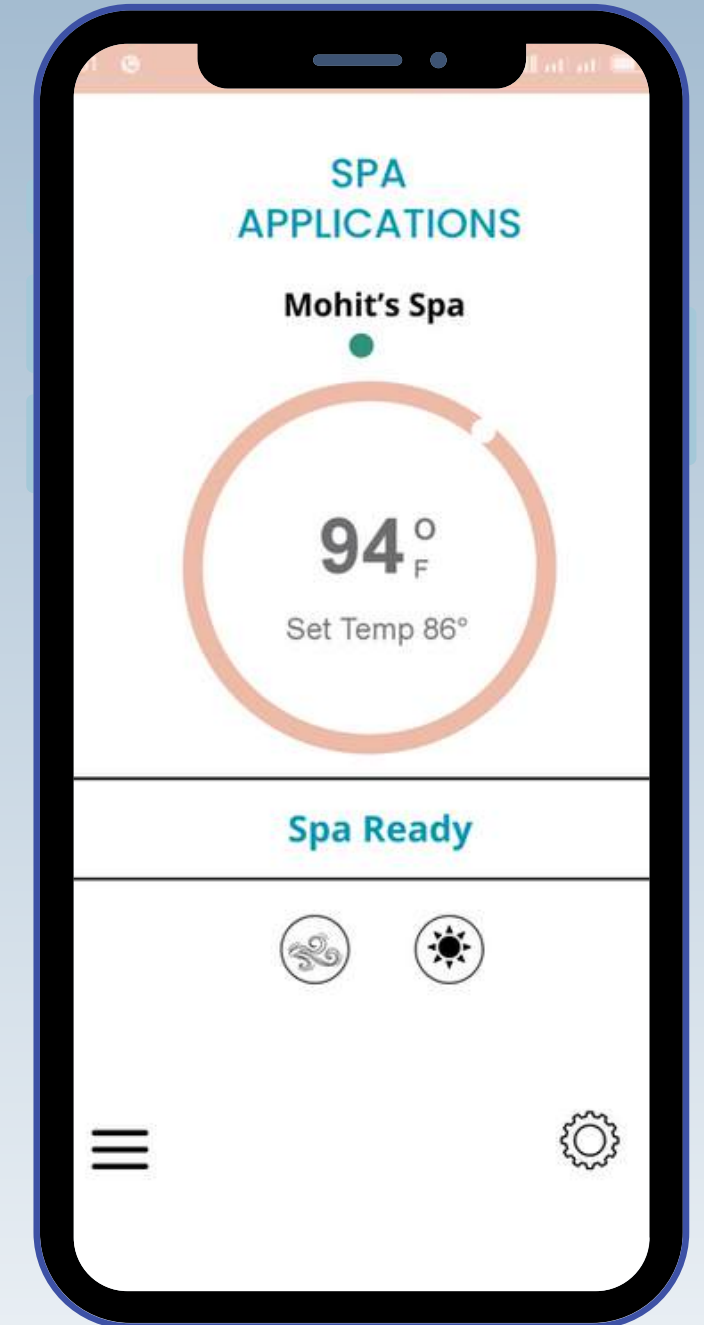 SPA
APPLICATIONS
Mohit’s Spa
94°
F
Set Temp 86°
Spa Ready